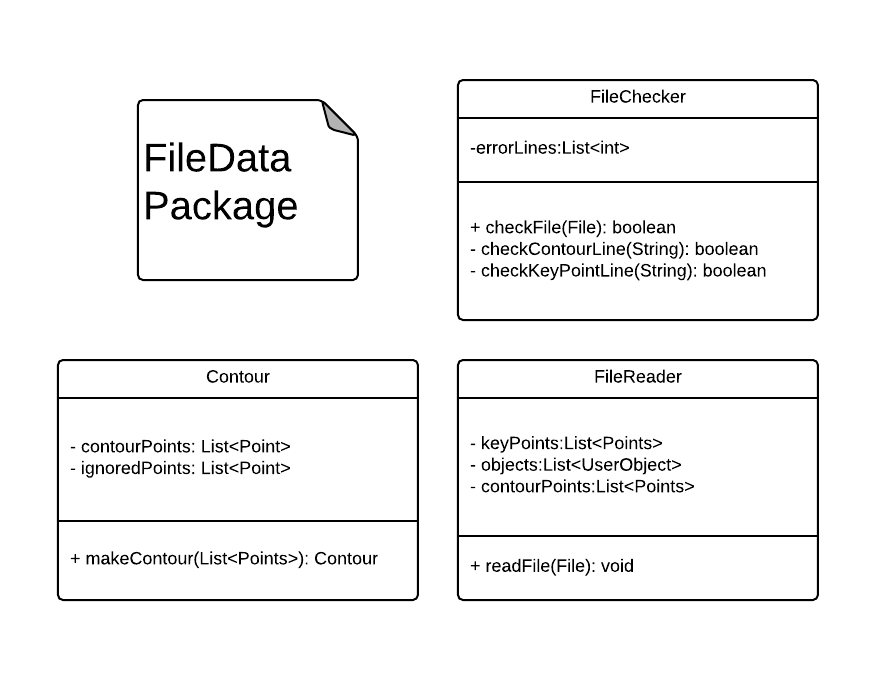 FileData
Package
FileChecker
-errorLines:List<int>
+ checkFile(File): boolean
- checkContourLine(String): boolean
- checkKeyPointLine(String): boolean
Contour
- contourPoints: List<Point>
- ignoredPoints: List<Point>
+ makeContour(List<Points>): Contour
FileReader
- keyPoints:List<Points>
- objects:List<UserObject>
- contourPoints:List<Points>
+ readFile(File): void